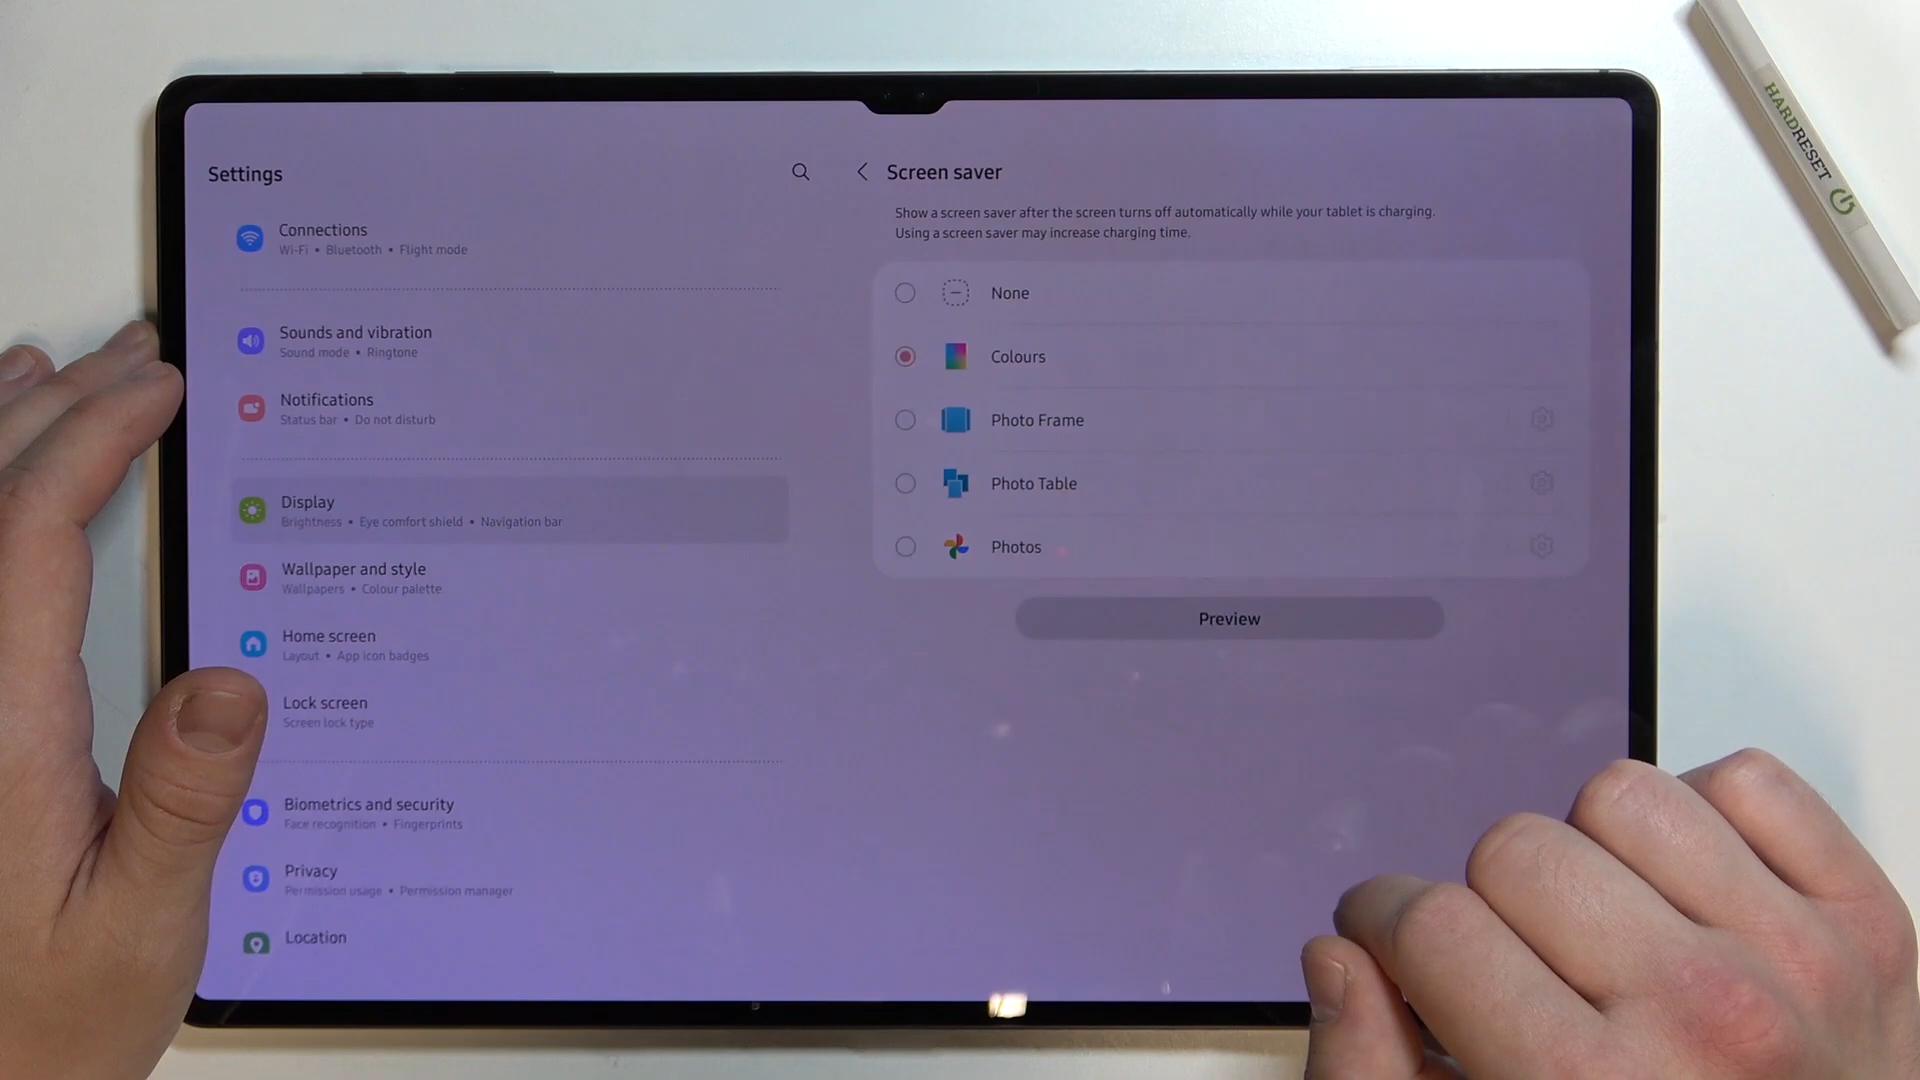 Settings
Connections
Wi-Fi • Bluetooth • Flight mode
Sounds and vibration
Sound mode • Ringtone
Notifications
Status bar • Do not disturb
Display
Brightness • Eye comfort shield • Navigation bar
Wallpaper and style
Wallpapers • Colour palette
Home screen
Layout • App icon badges
Lock screen
Screen lock type
Biometrics and security
Face recognition • Fingerprints
Privacy
Permission usage • Permission manager
Location
Screen saver
Show a screen saver after the screen turns off automatically while your tablet is charging.
Using a screen saver may increase charging time.
None
Colours
Photo Frame
Photo Table
Photos
Preview
HARDRESET